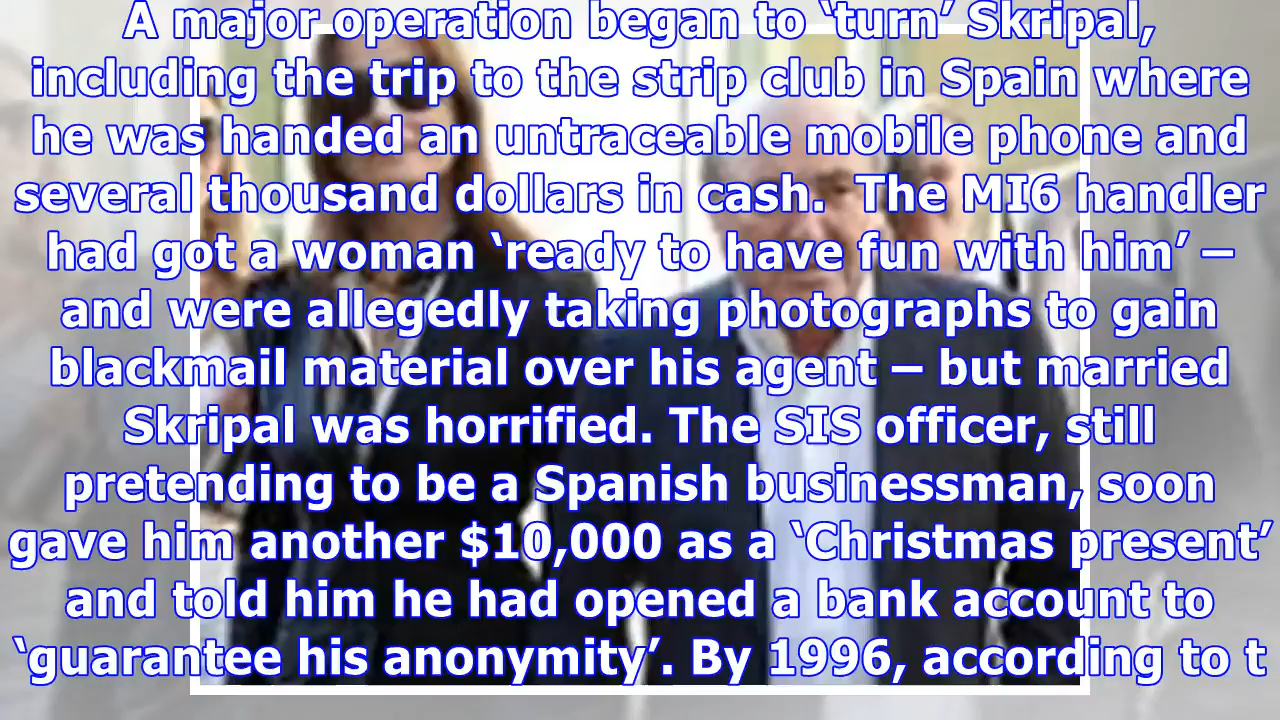 A major operation began to ‘turn’ Skripal,
including the trip to the strip club in Spain where
he was handed an untraceable mobile phone and
several thousand dollars in cash.  The MI6 handler
had got a woman ‘ready to have fun with him’ –
and were allegedly taking photographs to gain
blackmail material over his agent – but married
Skripal was horrified. The SIS officer, still
pretending to be a Spanish businessman, soon
gave him another $10,000 as a ‘Christmas present’
and told him he had opened a bank account to
‘guarantee his anonymity’. By 1996, according to t